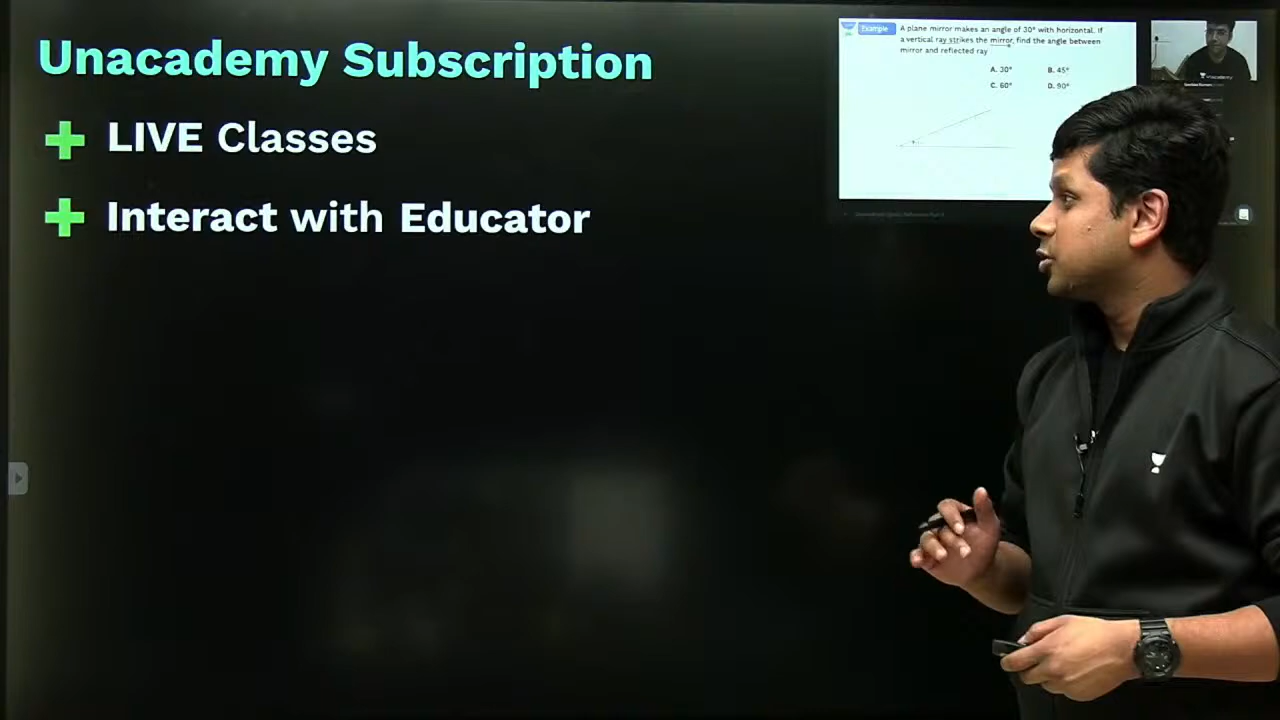 Unacademy Subscription
LIVE Classes
Interact with Educator
Example
A plane mirror makes an angle of 30° with horizontal. If
a vertical ray strikes the mirror, find the angle between
mirror and reflected ray
A. 30° B. 45°
C. 60° D. 90°
unacademy